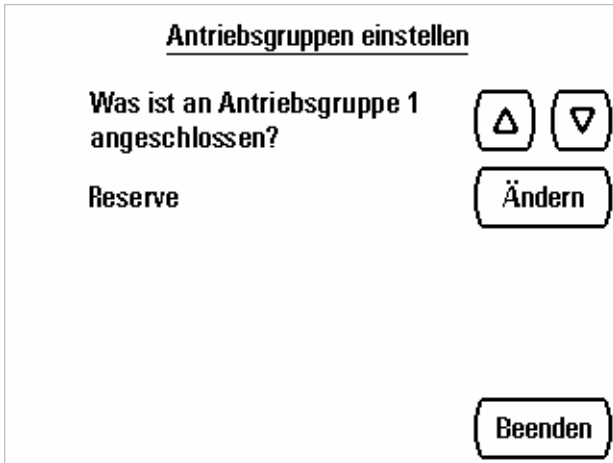 Antriebsgruppen einstellen
Was ist an Antriebsgruppe 1
angeschlossen?
Reserve
Ändern
Beenden